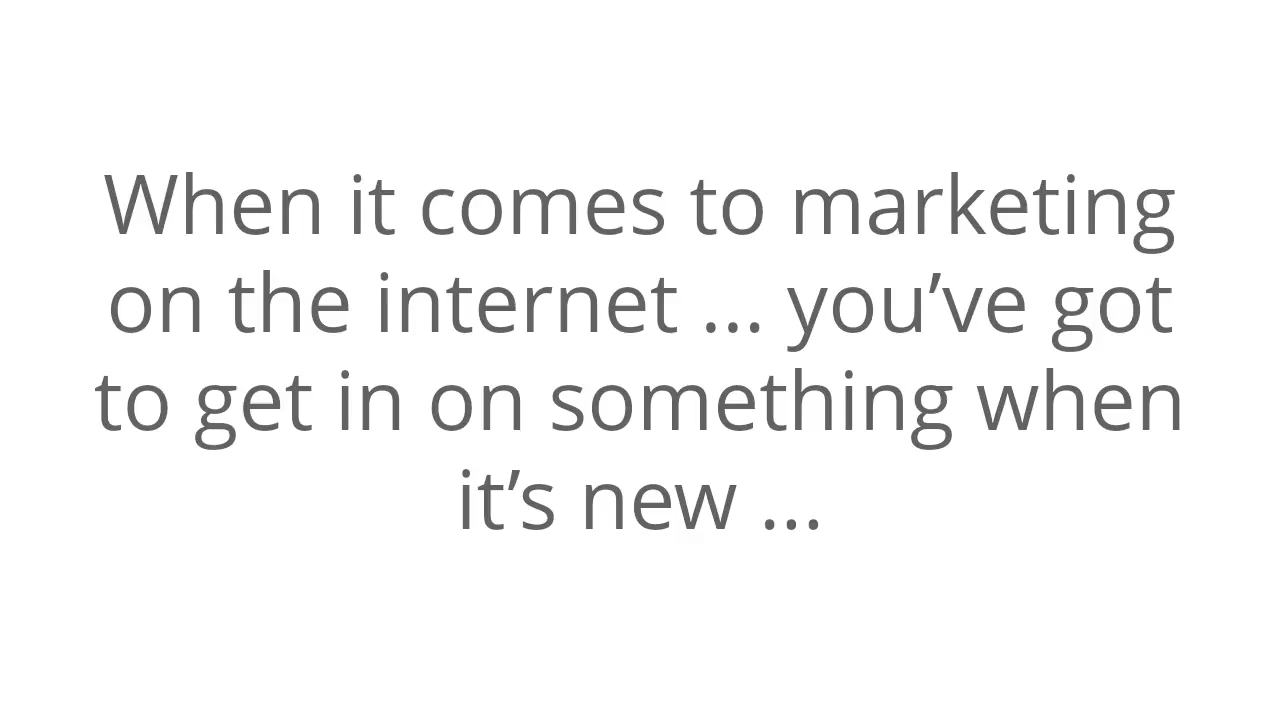 When it comes to marketing
on the internet ... you’ve got
to get in on something when
it’s new ...